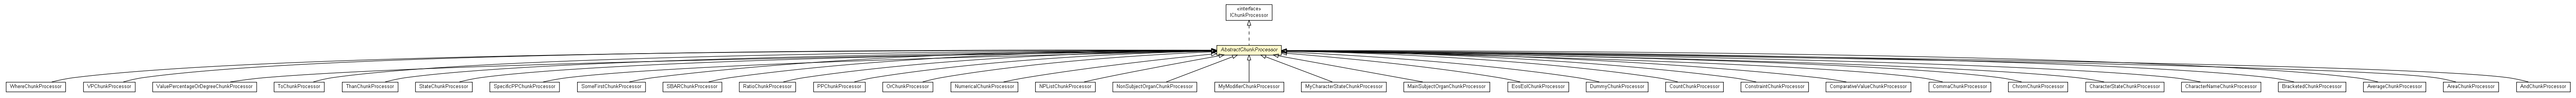 «interface»
IChunkProcessor
AbstractChunkProcessor
WhereChunkProcessor
VPChunkProcessor
ValuePercentageOrDegreeChunkProcessor
ToChunkProcessor
ThanChunkProcessor
StateChunkProcessor
SpecificPPChunkProcessor
SomeFirstChunkProcessor
SBARChunkProcessor
RatioChunkProcessor
PPChunkProcessor
OrChunkProcessor
NumericalChunkProcessor
NPListChunkProcessor
NonSubjectOrganChunkProcessor
MyModifierChunkProcessor
MyCharacterStateChunkProcessor
MainSubjectOrganChunkProcessor
EosEolChunkProcessor
DummyChunkProcessor
CountChunkProcessor
ConstraintChunkProcessor
ComparativeValueChunkProcessor
CommaChunkProcessor
ChromChunkProcessor
CharacterStateChunkProcessor
CharacterNameChunkProcessor
BracketedChunkProcessor
AverageChunkProcessor
AreaChunkProcessor
AndChunkProcessor